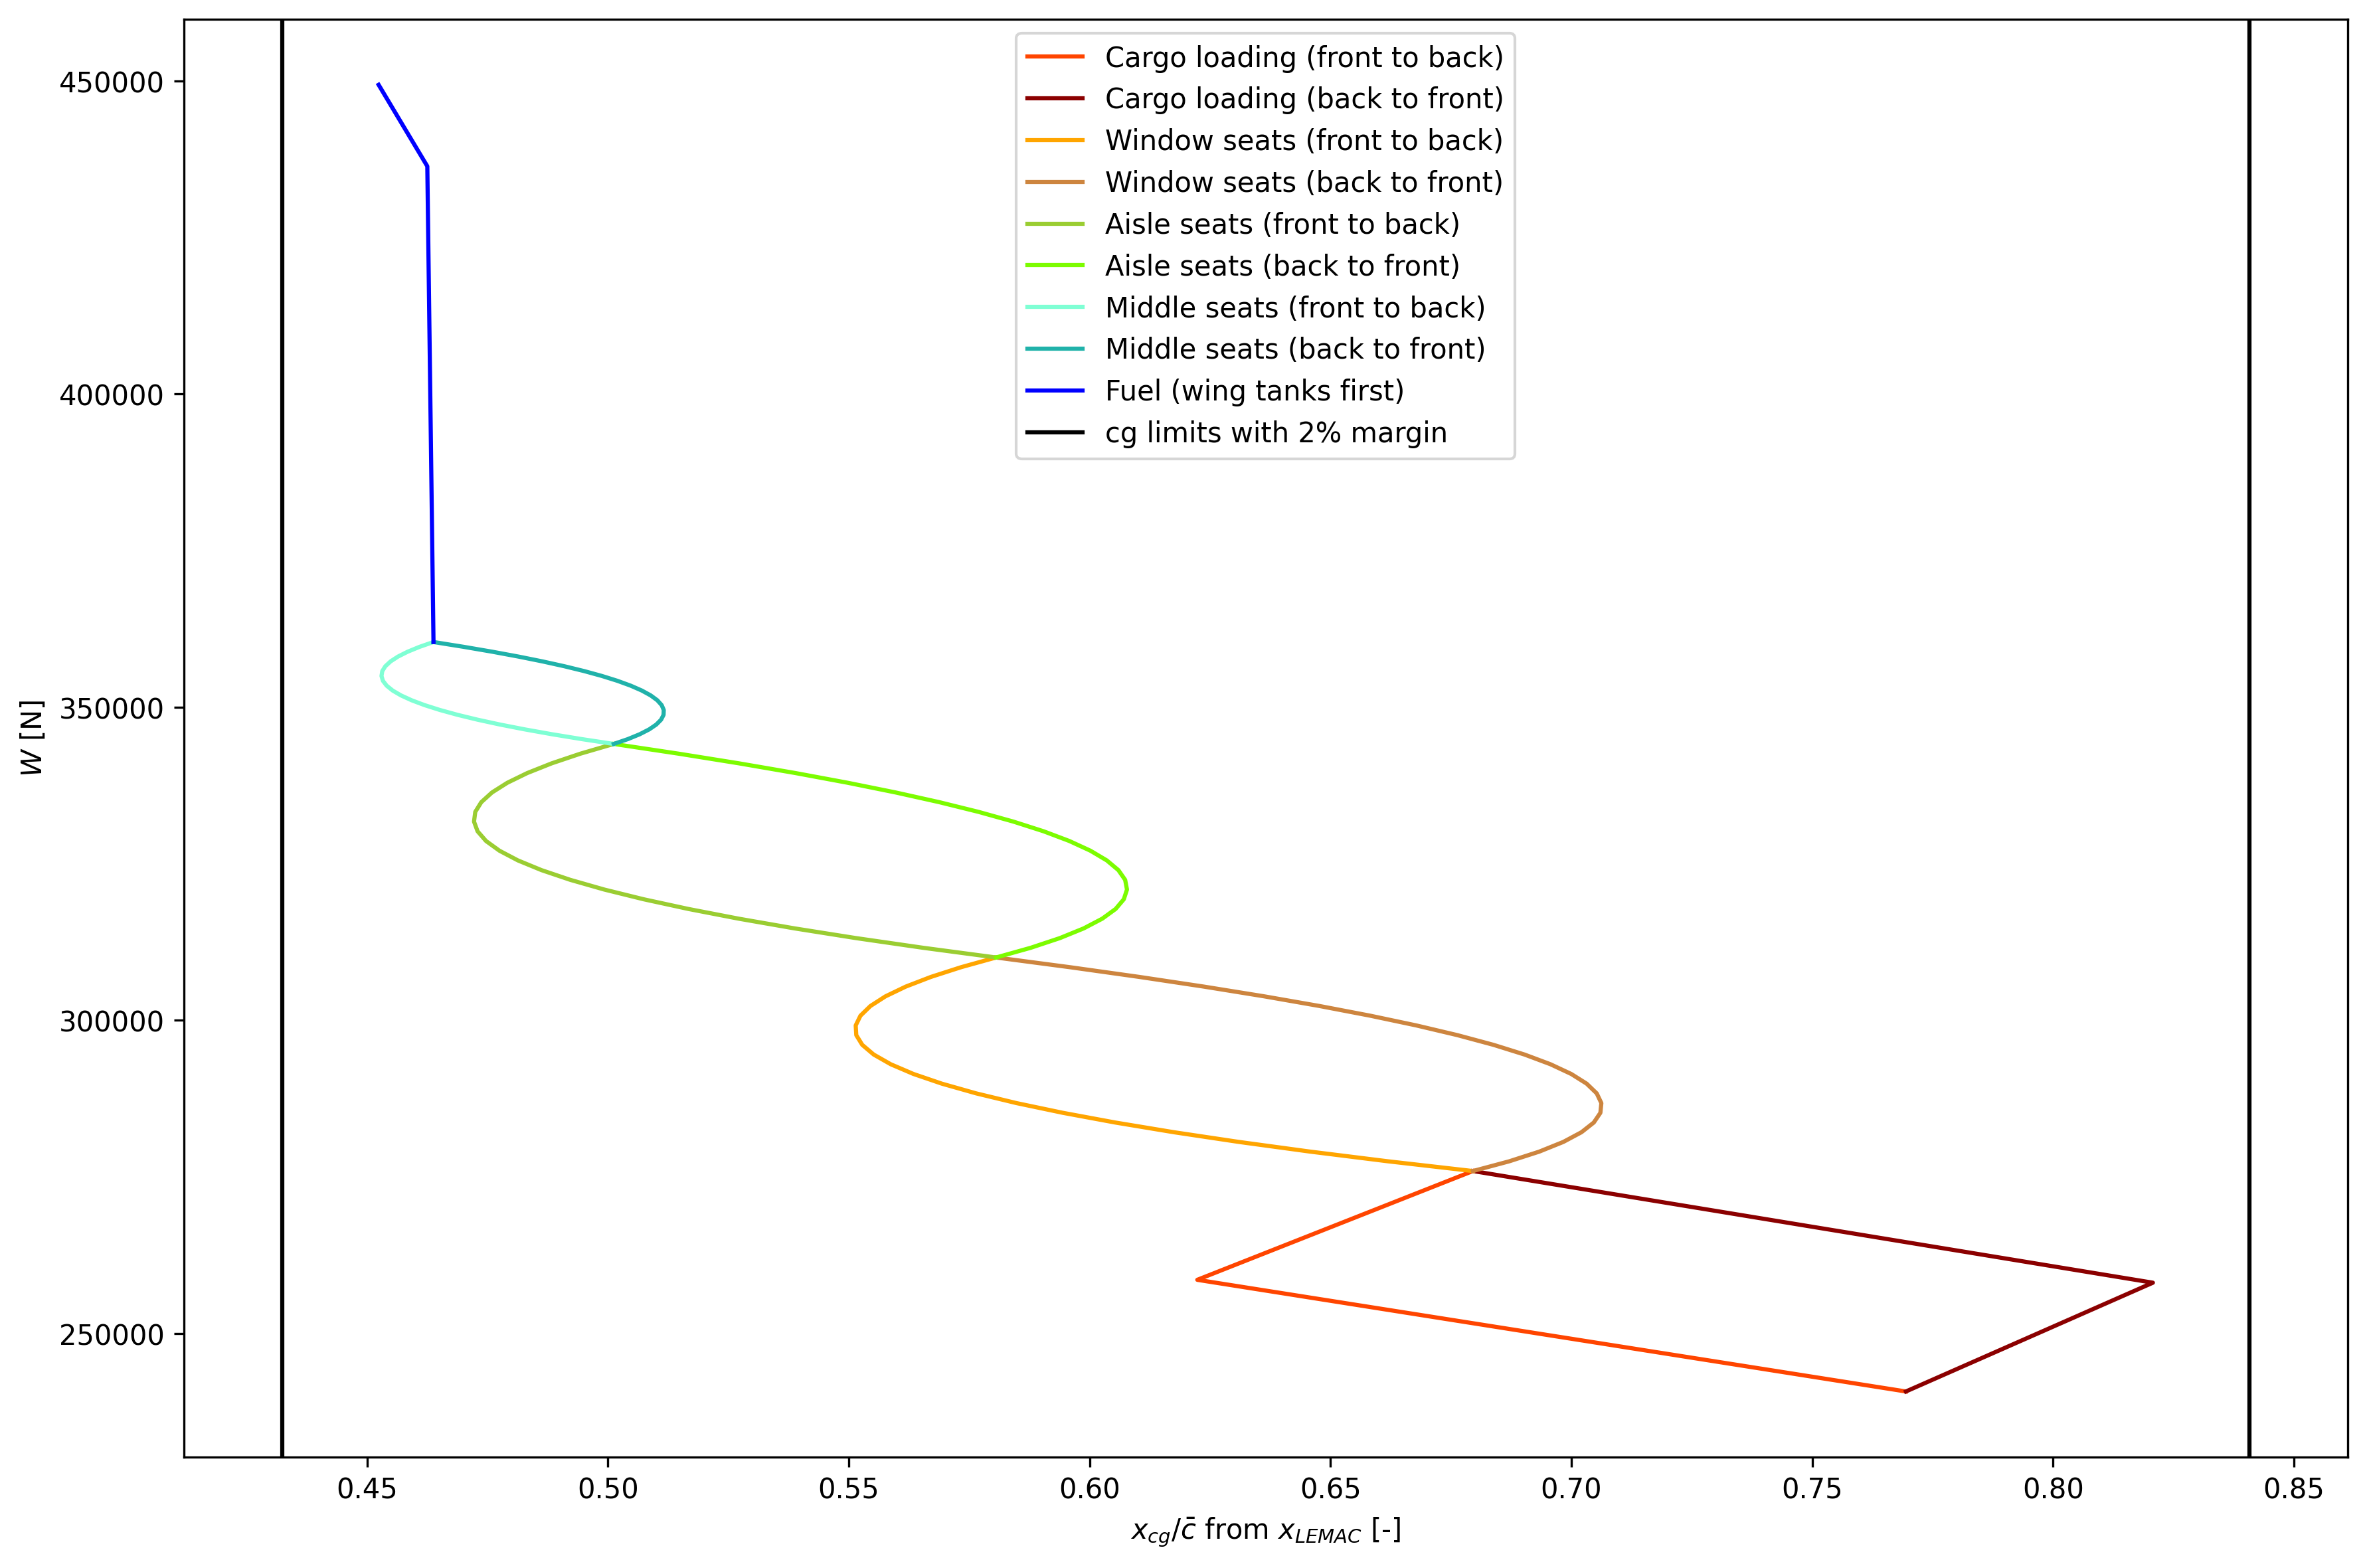 Cargo loading (front to back)
Cargo loading (back to front)
Window seats (front to back)
Window seats (back to front)
Aisle seats (front to back)
Aisle seats (back to front)
Middle seats (front to back)
Middle seats (back to front)
Fuel (wing tanks first)
cg limits with 2% margin
450000
400000
350000
300000
250000
W [N]
0.45 0.50 0.55 0.60 0.65 0.70 0.75 0.80 0.85
x_{cg}/c̄ from x_{LEMAC} [-]